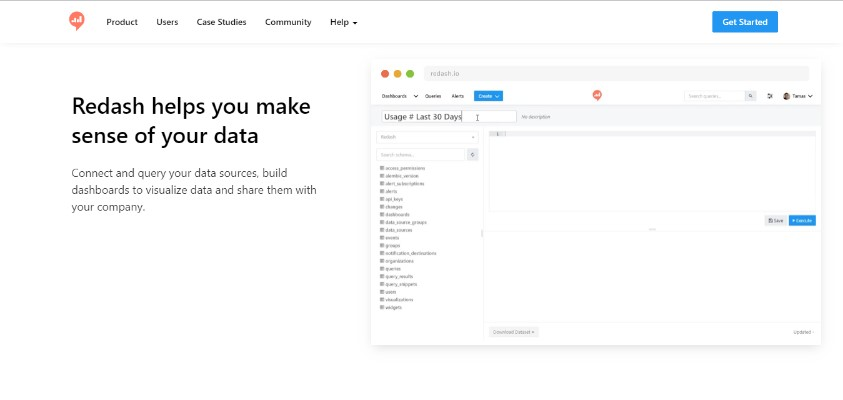 Product Users Case Studies Community Help
Get Started
Redash helps you make
sense of your data
Connect and query your data sources, build
dashboards to visualize data and share them with
your company.
redash.io
Dashboards Queries Alerts Create
Search queries...
Tamas
Usage # Last 30 Days
No description
Redash
Search schema...
access_permissions
alembic_version
alert_subscriptions
alerts
api_keys
changes
dashboards
data_source_groups
data_sources
events
groups
notification_destinations
organizations
queries
query_results
query_snippets
users
visualizations
widgets
1
Save Execute
Download Dataset
Updated